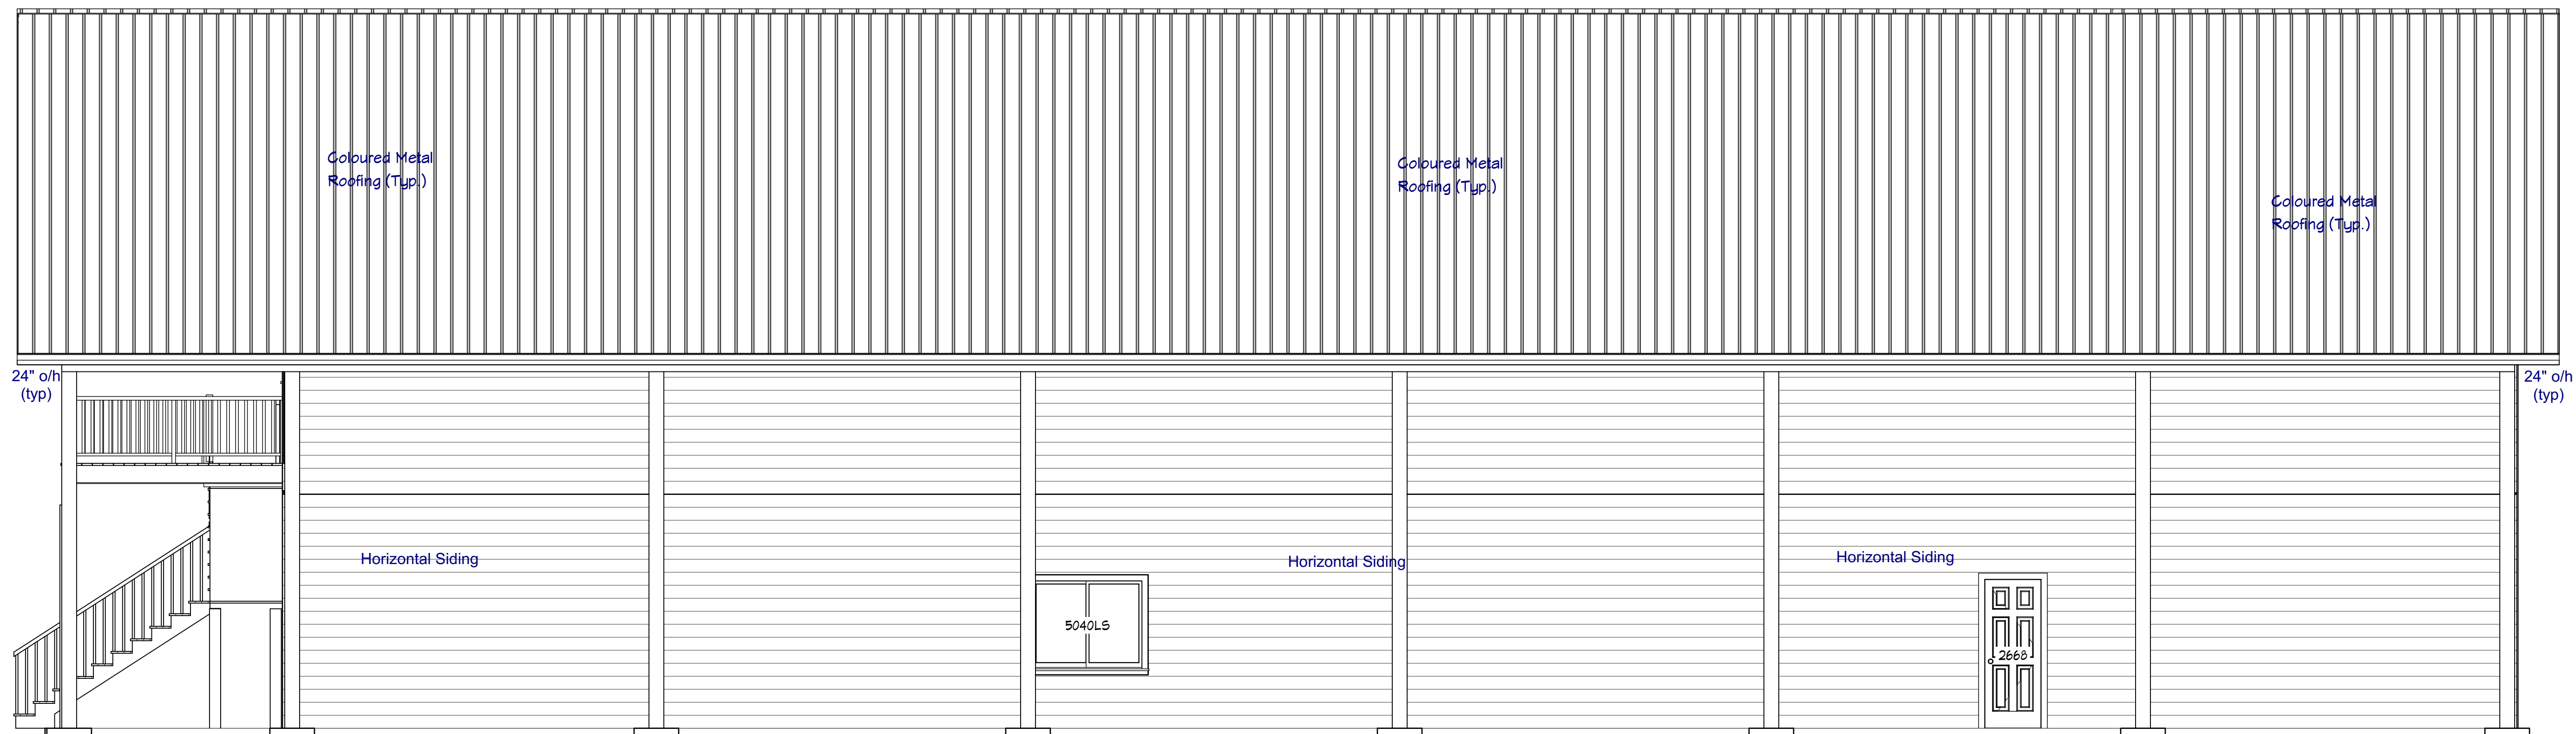 Coloured Metal
Roofing (Typ.)
Coloured Metal
Roofing (Typ.)
Coloured Metal
Roofing (Typ.)
24" o/h
(typ)
24" o/h
(typ)
Horizontal Siding
Horizontal Siding
Horizontal Siding
5040LS
2668